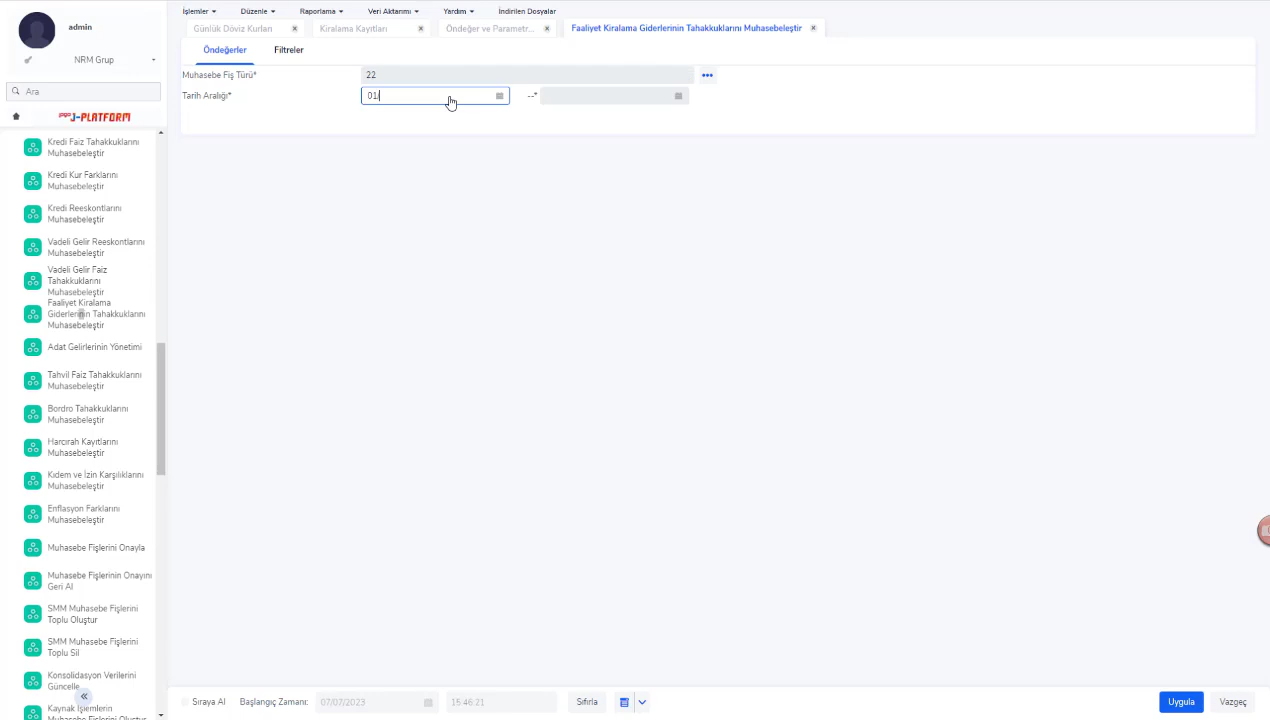 admin
NRM Grup
Ara
J-PLATFORM
Kredi Faiz Tahakkuklarını
Muhasebeleştir
Kredi Kur Farklarını
Muhasebeleştir
Kredi Reeskontlarını
Muhasebeleştir
Vadeli Gelir Reeskontlarını
Muhasebeleştir
Vadeli Gelir Faiz
Tahakkuklarını
Muhasebeleştir
Faaliyet Kiralama
Giderlerinin Tahakkuklarını
Muhasebeleştir
Adat Gelirlerinin Yönetimi
Tahvil Faiz Tahakkuklarını
Muhasebeleştir
Bordro Tahakkuklarını
Muhasebeleştir
Harcırah Kayıtlarını
Muhasebeleştir
Kıdem ve İzin Karşılıklarını
Muhasebeleştir
Enflasyon Farklarını
Muhasebeleştir
Muhasebe Fişlerini Onayla
Muhasebe Fişlerinin Onayını
Geri Al
SMM Muhasebe Fişlerini
Toplu Oluştur
SMM Muhasebe Fişlerini
Toplu Sil
Konsolidasyon Verilerini
Güncelle
Kaynak İşlemlerin
Muhasebe Fişlerini Oluştur
İşlemler Düzenle Raporlama Veri Aktarımı Yardım İndirilen Dosyalar
Günlük Döviz Kurları Kiralama Kayıtları Öndeğer ve Parametr... Faaliyet Kiralama Giderlerinin Tahakkuklarını Muhasebeleştir
Öndeğerler Filtreler
Muhasebe Fiş Türü* 22
Tarih Aralığı* 01/ --*
Sıraya Al Başlangıç Zamanı: 07/07/2023 15:46:21 Sıfırla Uygula Vazgeç